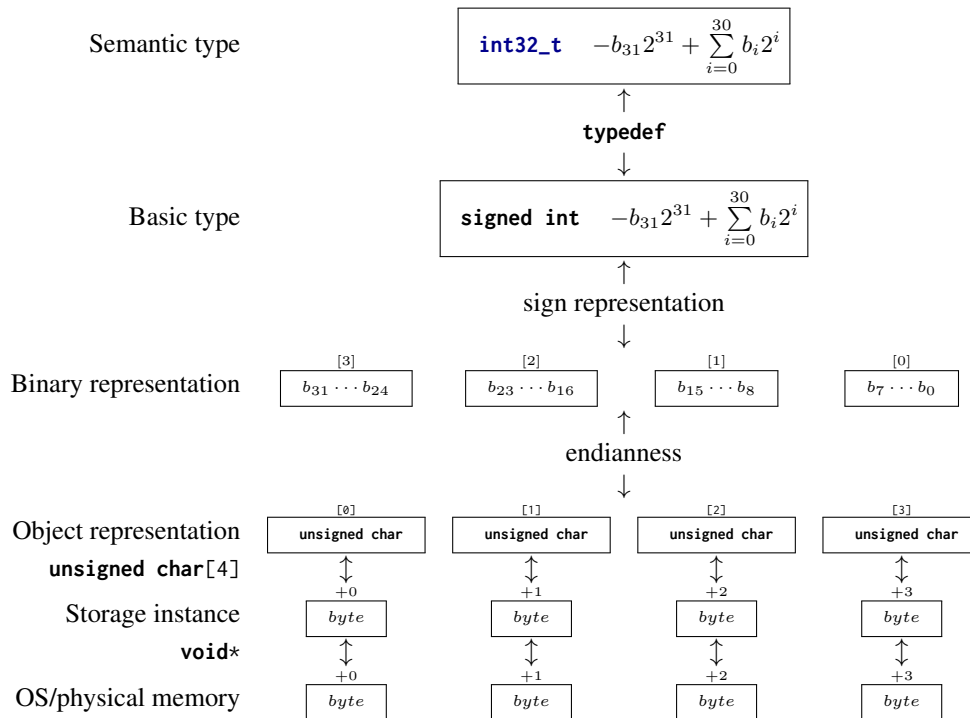 Semantic type int32_t −b₃₁2³¹ + ∑ᵢ₌₀³⁰ bᵢ2ⁱ
typedef
Basic type signed int −b₃₁2³¹ + ∑ᵢ₌₀³⁰ bᵢ2ⁱ
sign representation
[3] [2] [1] [0]
Binary representation b₃₁ ⋯ b₂₄ b₂₃ ⋯ b₁₆ b₁₅ ⋯ b₈ b₇ ⋯ b₀
endianness
[0] [1] [2] [3]
Object representation unsigned char unsigned char unsigned char unsigned char
unsigned char[4]
+0 +1 +2 +3
Storage instance byte byte byte byte
void*
+0 +1 +2 +3
OS/physical memory byte byte byte byte